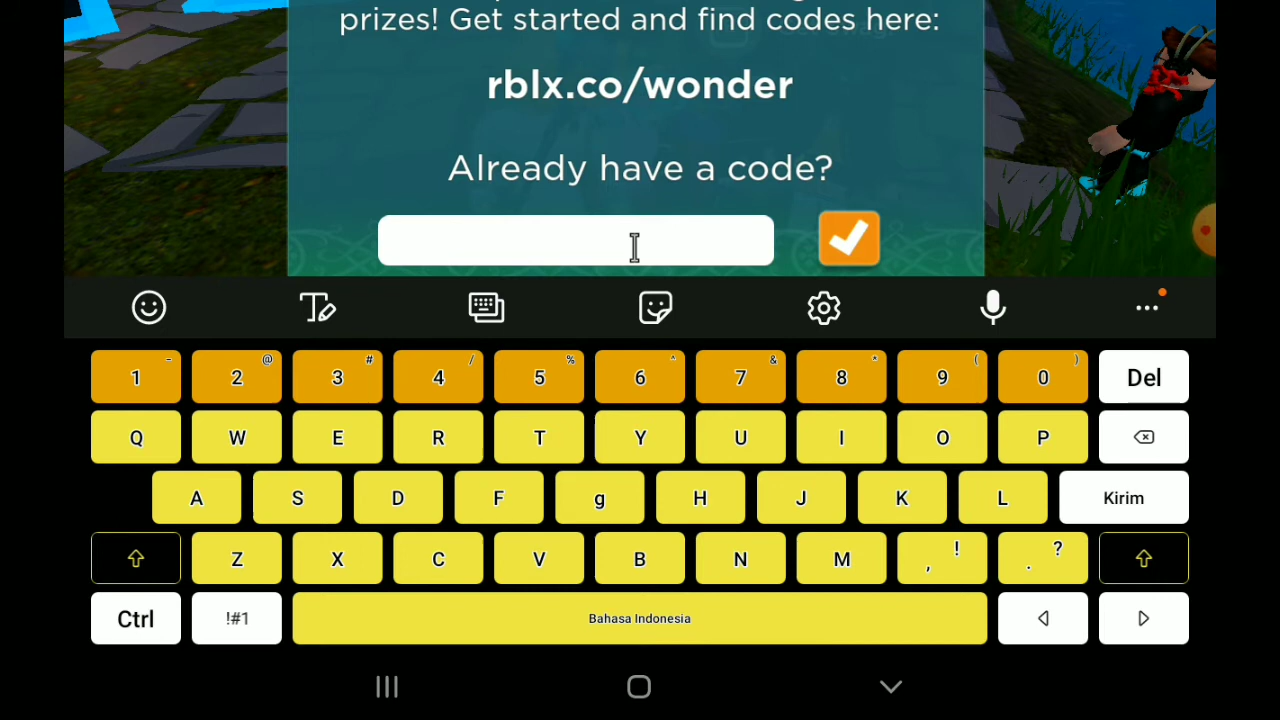 prizes! Get started and find codes here:
rblx.co/wonder
Already have a code?
1 - 2 @ 3 # 4 / 5 % 6 ^ 7 & 8 * 9 ( 0 ) Del
Q W E R T Y U I O P
A S D F g H J K L Kirim
Z X C V B N M , ! . ?
Ctrl !#1 Bahasa Indonesia